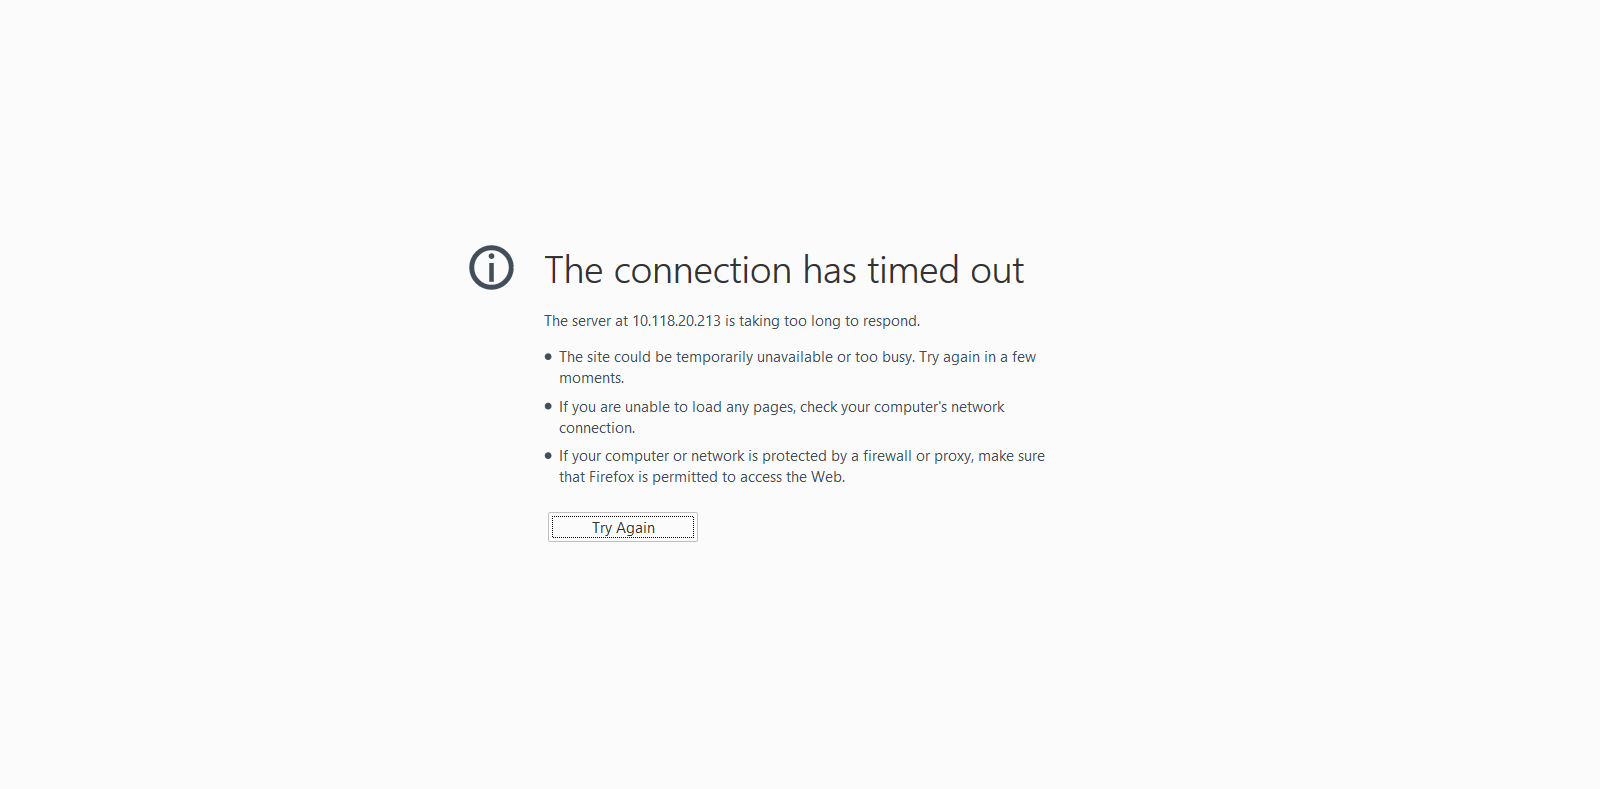 The connection has timed out
The server at 10.118.20.213 is taking too long to respond.
The site could be temporarily unavailable or too busy. Try again in a few
moments.
If you are unable to load any pages, check your computer's network
connection.
If your computer or network is protected by a firewall or proxy, make sure
that Firefox is permitted to access the Web.
Try Again